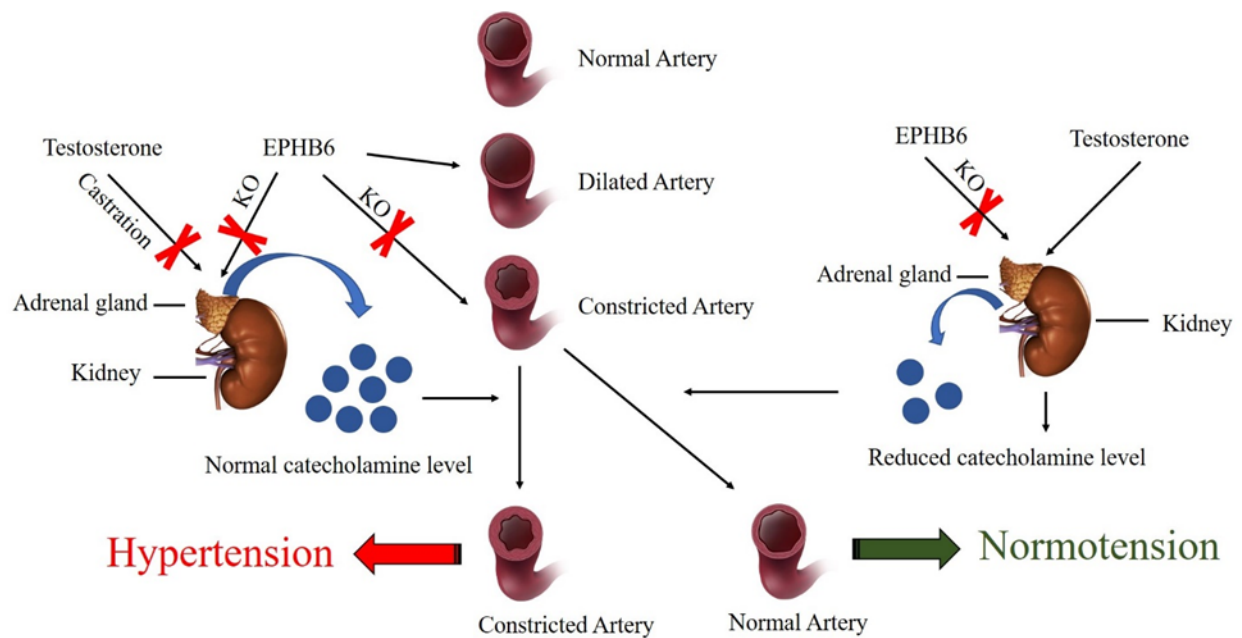 Normal Artery
Testosterone
EPHB6
Castration
KO
KO
Dilated Artery
EPHB6
Testosterone
KO
Adrenal gland
Constricted Artery
Adrenal gland
Kidney
Kidney
Normal catecholamine level
Reduced catecholamine level
Hypertension
Normotension
Constricted Artery
Normal Artery